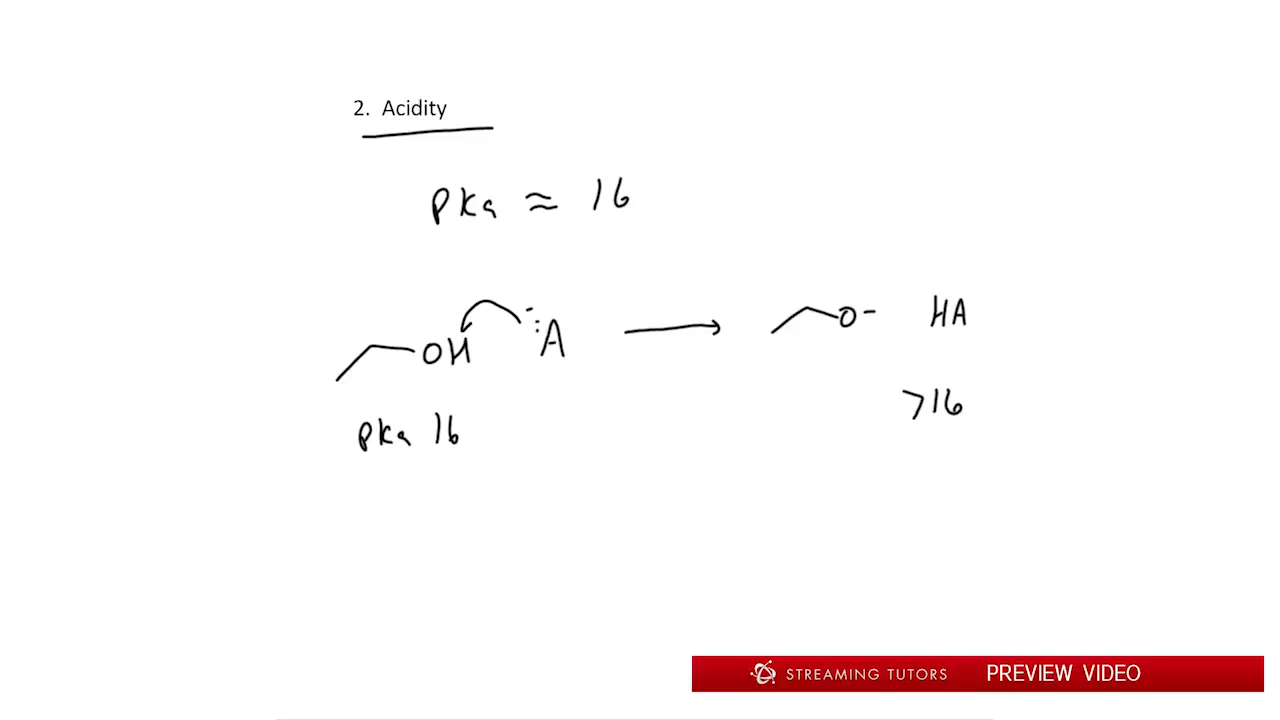 2. Acidity
pKa ≈ 16
OH :A⁻ → O⁻ HA
pKa 16 >16
STREAMING TUTORS PREVIEW VIDEO